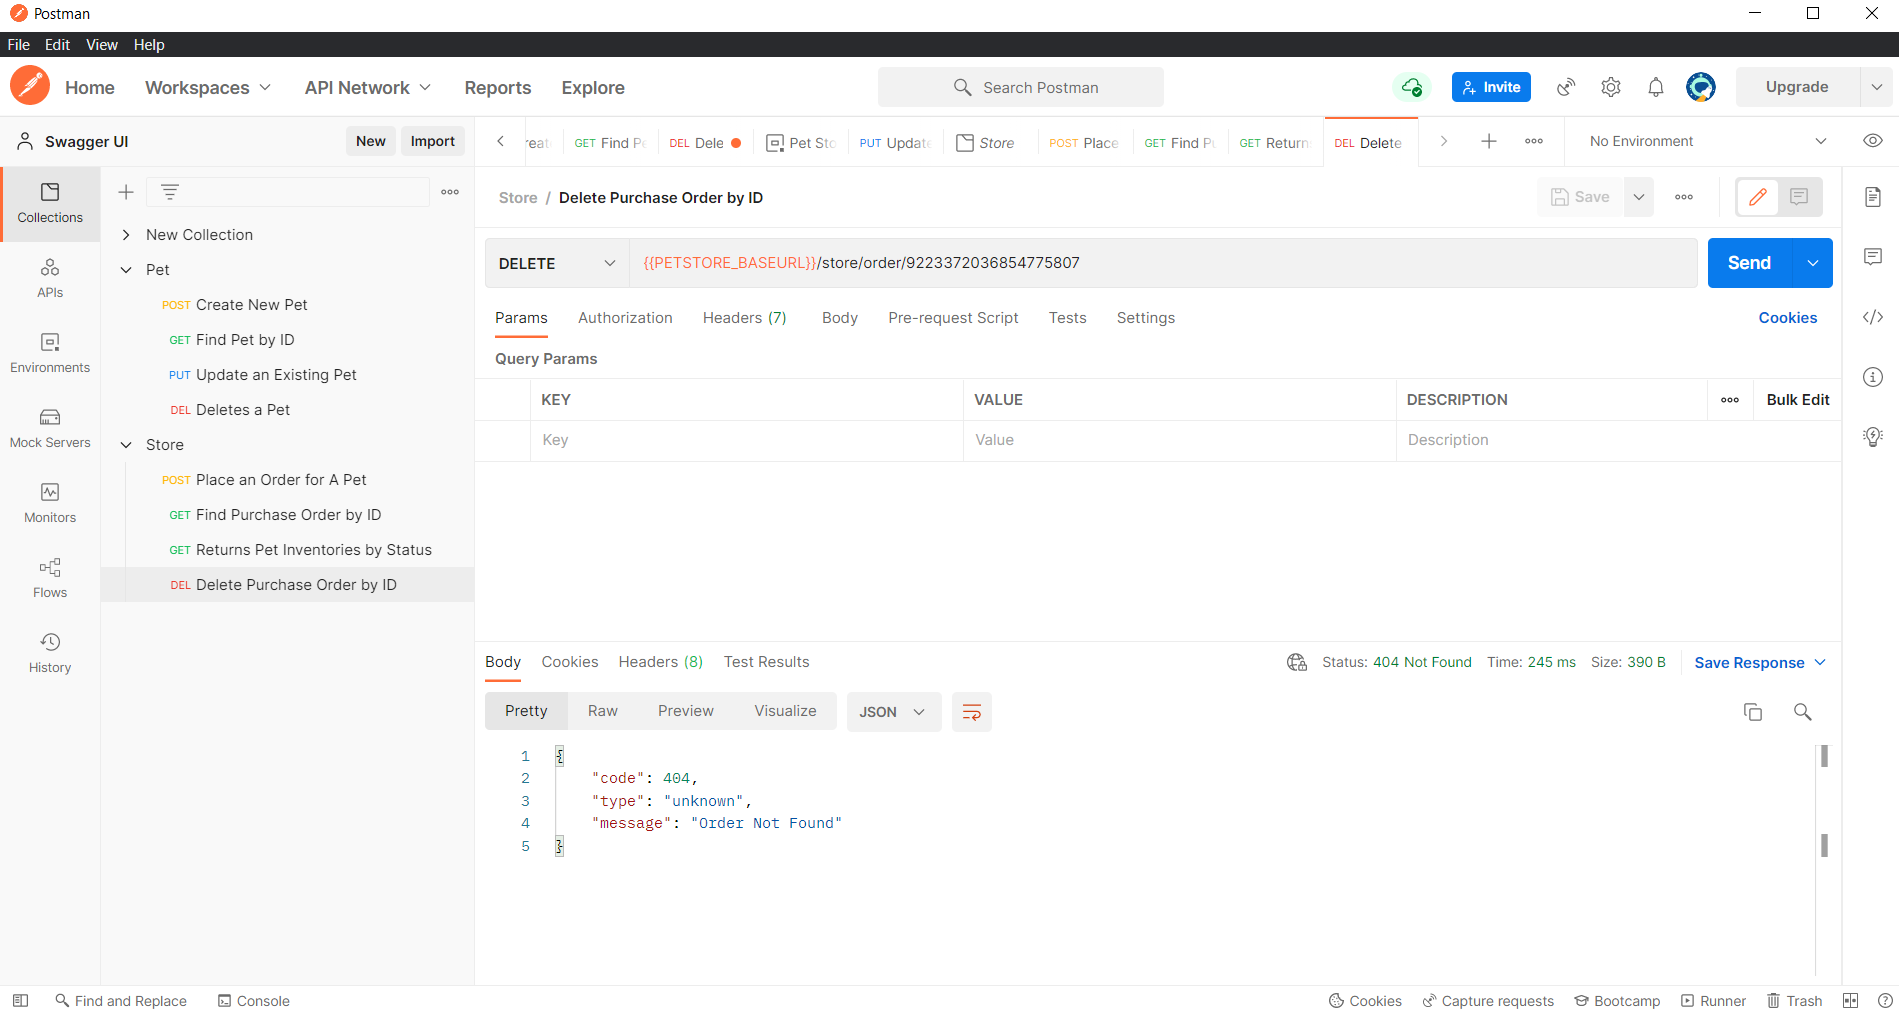 Postman
File Edit View Help
Home Workspaces API Network Reports Explore Search Postman Invite Upgrade
Swagger UI New Import
GET Find P DEL Dele Pet Sto PUT Update Store POST Place GET Find P GET Return DEL Delete No Environment
Collections
APIs
Environments
Mock Servers
Monitors
Flows
History
New Collection
Pet
POST Create New Pet
GET Find Pet by ID
PUT Update an Existing Pet
DEL Deletes a Pet
Store
POST Place an Order for A Pet
GET Find Purchase Order by ID
GET Returns Pet Inventories by Status
DEL Delete Purchase Order by ID
Store / Delete Purchase Order by ID Save
DELETE {{PETSTORE_BASEURL}}/store/order/9223372036854775807 Send
Params Authorization Headers (7) Body Pre-request Script Tests Settings Cookies
Query Params
KEY VALUE DESCRIPTION Bulk Edit
Key Value Description
Body Cookies Headers (8) Test Results Status: 404 Not Found Time: 245 ms Size: 390 B Save Response
Pretty Raw Preview Visualize JSON
1 {
2 "code": 404,
3 "type": "unknown",
4 "message": "Order Not Found"
5 }
Find and Replace Console Cookies Capture requests Bootcamp Runner Trash